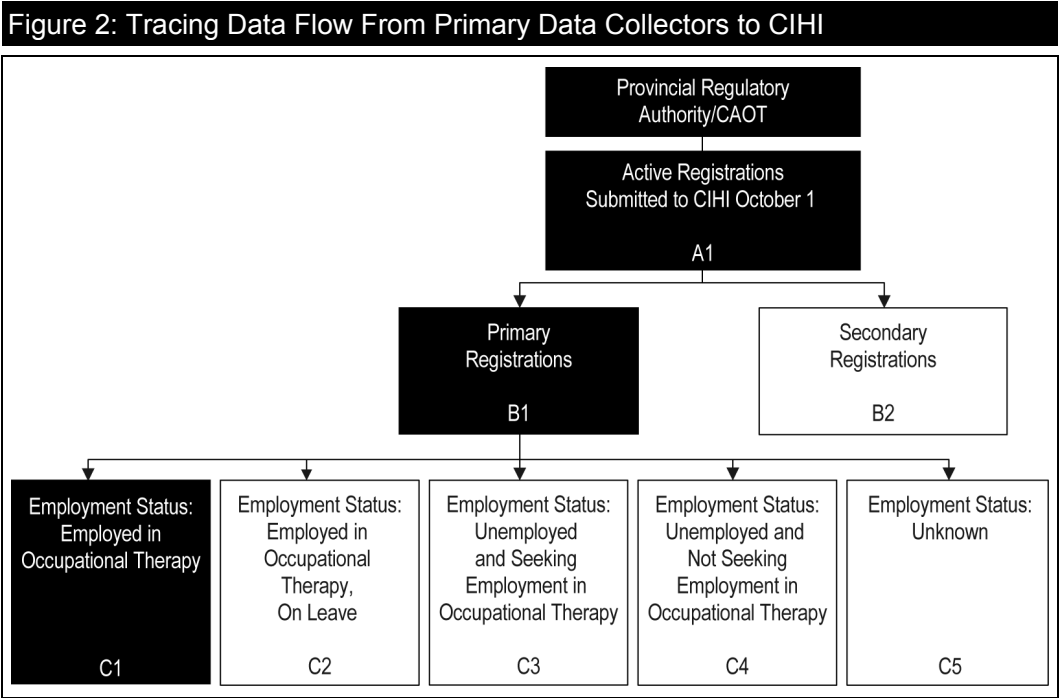 Figure 2: Tracing Data Flow From Primary Data Collectors to CIHI
Provincial Regulatory
Authority/CAOT
Active Registrations
Submitted to CIHI October 1
A1
Primary
Registrations
B1
Secondary
Registrations
B2
Employment Status:
Employed in
Occupational Therapy
C1
Employment Status:
Employed in
Occupational
Therapy,
On Leave
C2
Employment Status:
Unemployed
and Seeking
Employment in
Occupational Therapy
C3
Employment Status:
Unemployed and
Not Seeking
Employment in
Occupational Therapy
C4
Employment Status:
Unknown
C5